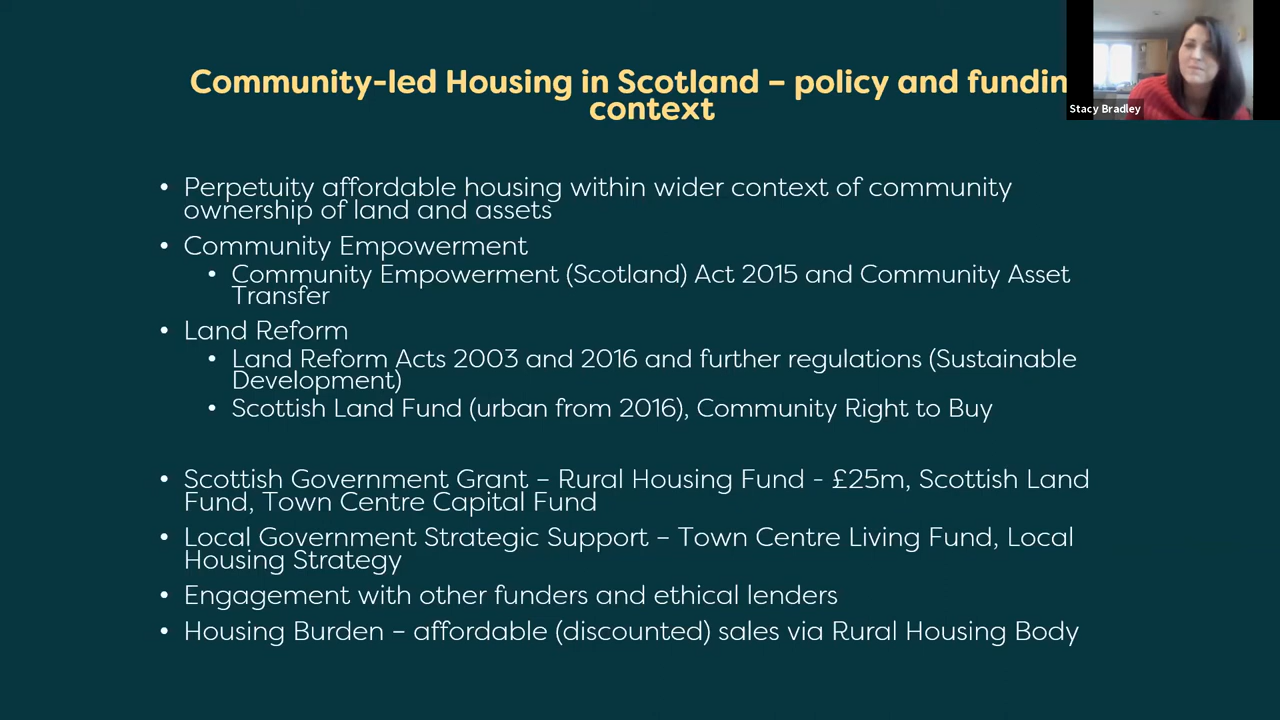 Community-led Housing in Scotland – policy and fundin
context
Stacy Bradley
• Perpetuity affordable housing within wider context of community
ownership of land and assets
• Community Empowerment
• Community Empowerment (Scotland) Act 2015 and Community Asset
Transfer
• Land Reform
• Land Reform Acts 2003 and 2016 and further regulations (Sustainable
Development)
• Scottish Land Fund (urban from 2016), Community Right to Buy
• Scottish Government Grant – Rural Housing Fund - £25m, Scottish Land
Fund, Town Centre Capital Fund
• Local Government Strategic Support – Town Centre Living Fund, Local
Housing Strategy
• Engagement with other funders and ethical lenders
• Housing Burden – affordable (discounted) sales via Rural Housing Body